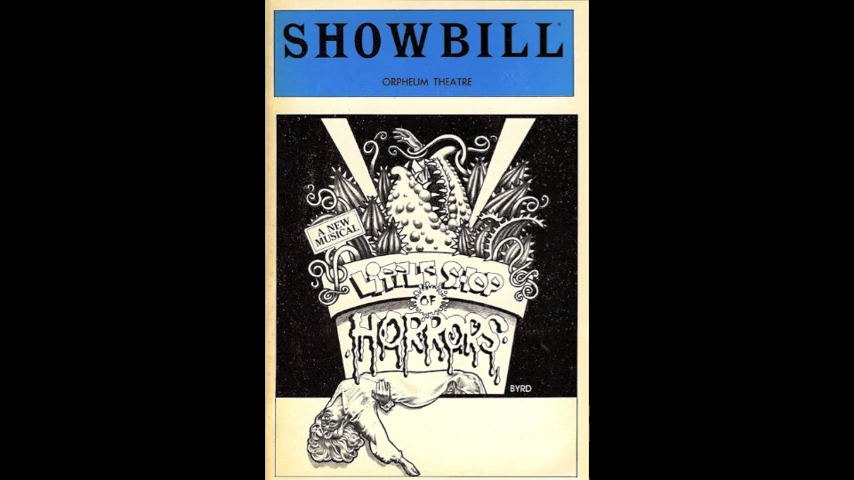 SHOWBILL®
ORPHEUM THEATRE
A NEW
MUSICAL
LITTLE SHOP
OF
HORRORS
BYRD